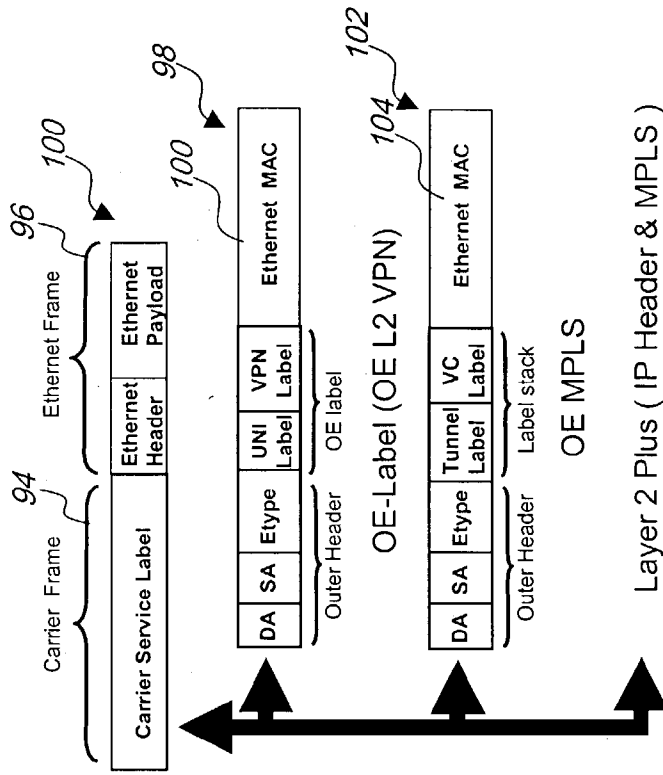 100
94
96
Carrier Frame
Ethernet Frame
Carrier Service Label
Ethernet Header
Ethernet Payload
98
100
DA
SA
Etype
UNI Label
VPN Label
Ethernet MAC
Outer Header
OE label
OE-Label (OE L2 VPN)
102
104
DA
SA
Etype
Tunnel Label
VC Label
Ethernet MAC
Outer Header
Label stack
OE MPLS
Layer 2 Plus ( IP Header & MPLS )